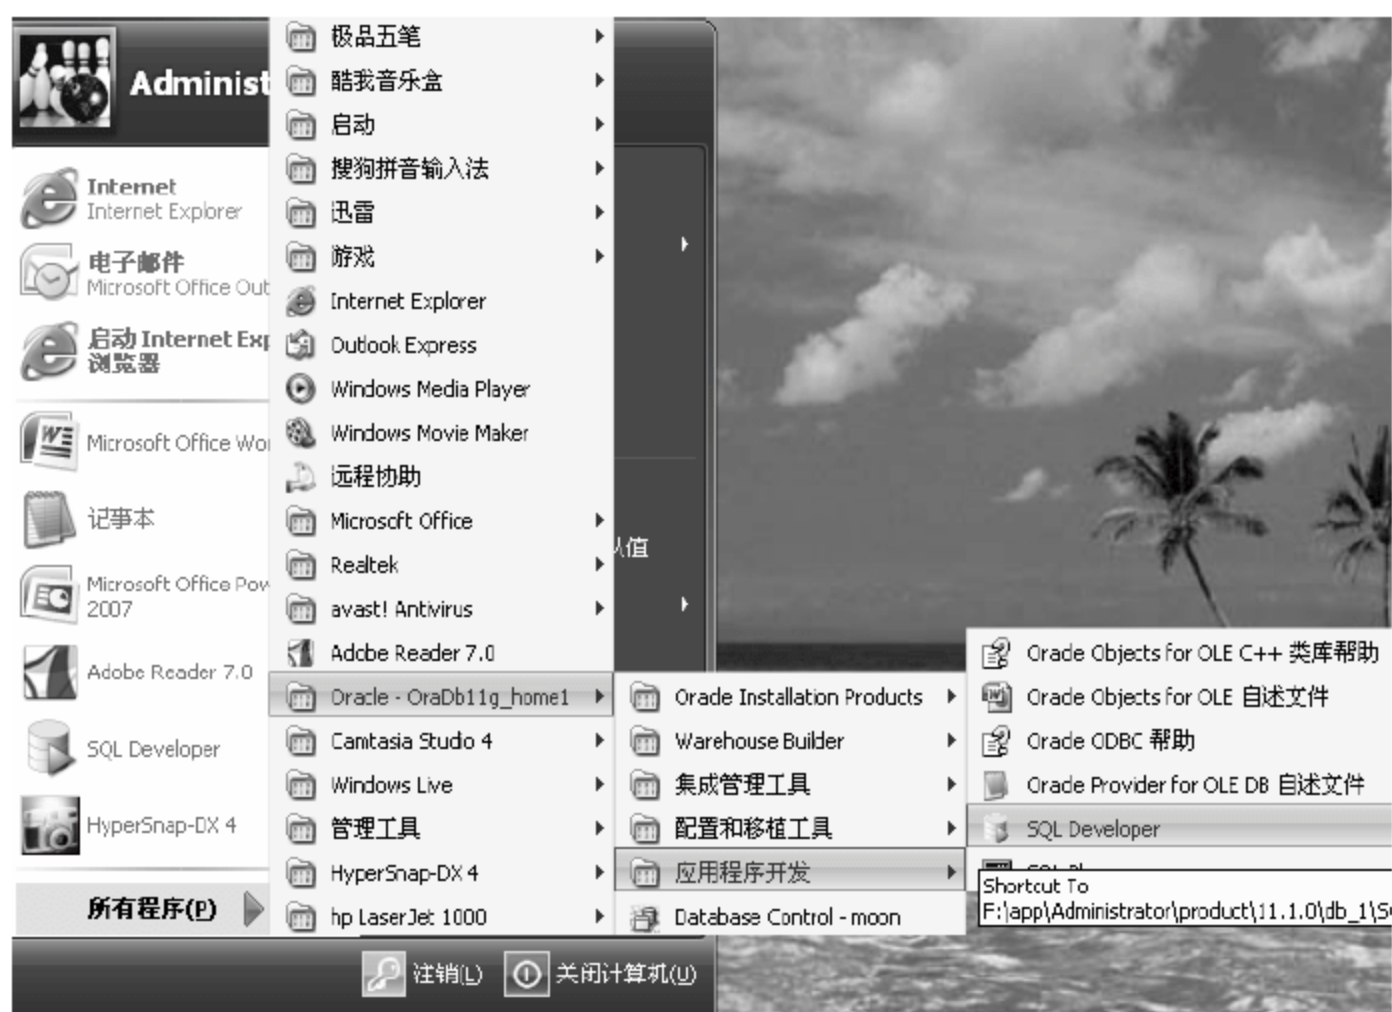 Administ
Internet
Internet Explorer
电子邮件
Microsoft Office Out
启动 Internet Exp
浏览器
Microsoft Office Wor
记事本
Microsoft Office Pow
2007
Adobe Reader 7.0
SQL Developer
HyperSnap-DX 4
所有程序(P)
极品五笔
酷我音乐盒
启动
搜狗拼音输入法
迅雷
游戏
Internet Explorer
Outlook Express
Windows Media Player
Windows Movie Maker
远程协助
Microsoft Office
Realtek
avast! Antivirus
Adobe Reader 7.0
Oracle - OraDb11g_home1
Camtasia Studio 4
Windows Live
管理工具
HyperSnap-DX 4
hp LaserJet 1000
值
Oracle Installation Products
Warehouse Builder
集成管理工具
配置和移植工具
应用程序开发
Database Control - moon
Oracle Objects for OLE C++ 类库帮助
Oracle Objects for OLE 自述文件
Oracle ODBC 帮助
Oracle Provider for OLE DB 自述文件
SQL Developer
Shortcut To
F:\app\Administrator\product\11.1.0\db_1\S
注销(L)
关闭计算机(U)